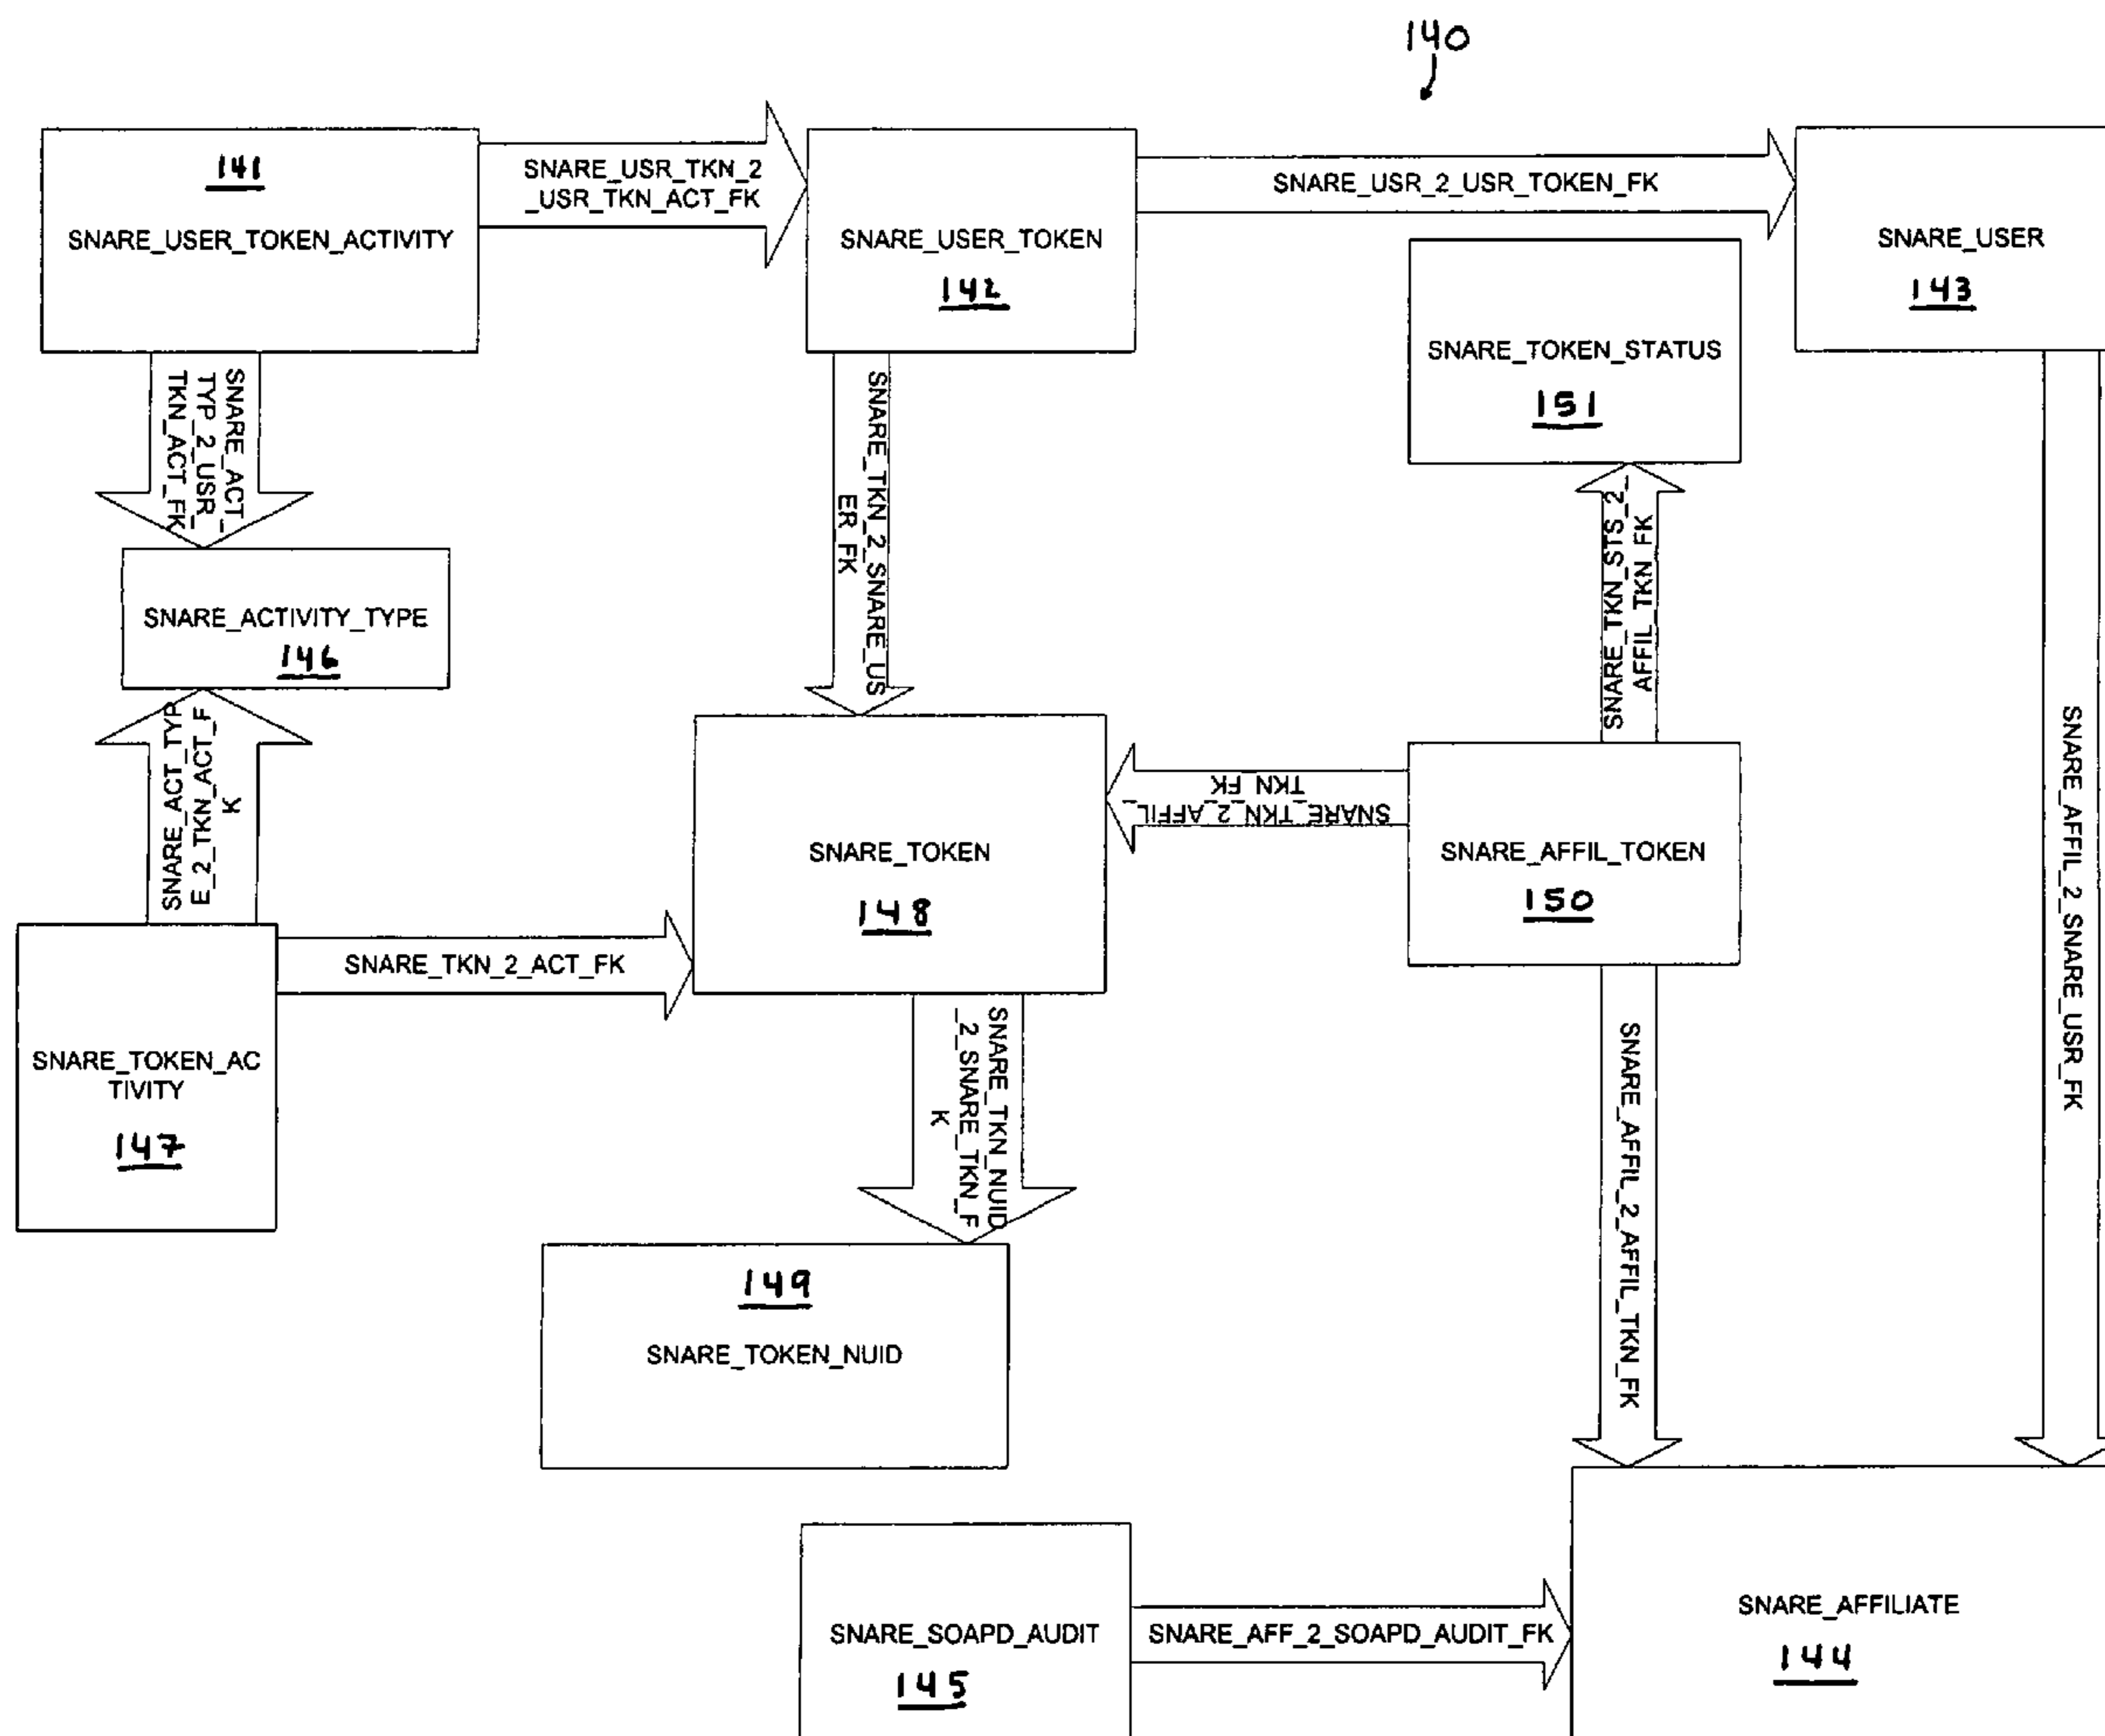 140
141
SNARE_USER_TOKEN_ACTIVITY
SNARE_USR_TKN_2
_USR_TKN_ACT_FK
SNARE_USER_TOKEN
142
SNARE_USR_2_USR_TOKEN_FK
SNARE_USER
143
SNARE_TOKEN_STATUS
151
SNARE_ACT_
TYP_2_USR_
TKN_ACT_FK
SNARE_TKN_2_SNARE_US
ER_FK
SNARE_TKN_STS_2_
AFFIL_TKN_FK
SNARE_ACTIVITY_TYPE
146
SNARE_ACT_TYP
E_2_TKN_ACT_F
K
SNARE_TOKEN
148
SNARE_TKN_2_AFFIL_
TKN_FK
SNARE_AFFIL_TOKEN
150
SNARE_AFFIL_2_SNARE_USR_FK
SNARE_TOKEN_AC
TIVITY
147
SNARE_TKN_2_ACT_FK
SNARE_TKN_NUID
_2_SNARE_TKN_F
K
SNARE_AFFIL_2_AFFIL_TKN_FK
149
SNARE_TOKEN_NUID
SNARE_SOAPD_AUDIT
145
SNARE_AFF_2_SOAPD_AUDIT_FK
SNARE_AFFILIATE
144